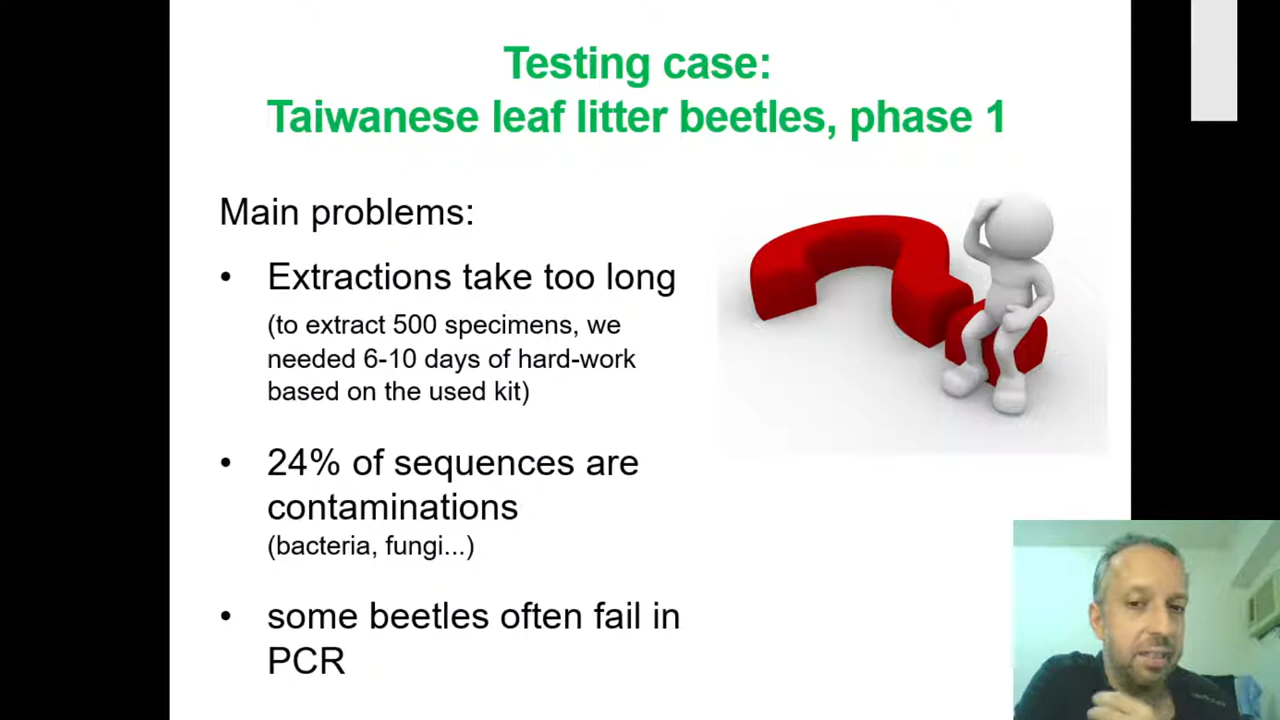 Testing case:
Taiwanese leaf litter beetles, phase 1
Main problems:
• Extractions take too long
(to extract 500 specimens, we
needed 6-10 days of hard-work
based on the used kit)
• 24% of sequences are
contaminations
(bacteria, fungi...)
• some beetles often fail in
PCR